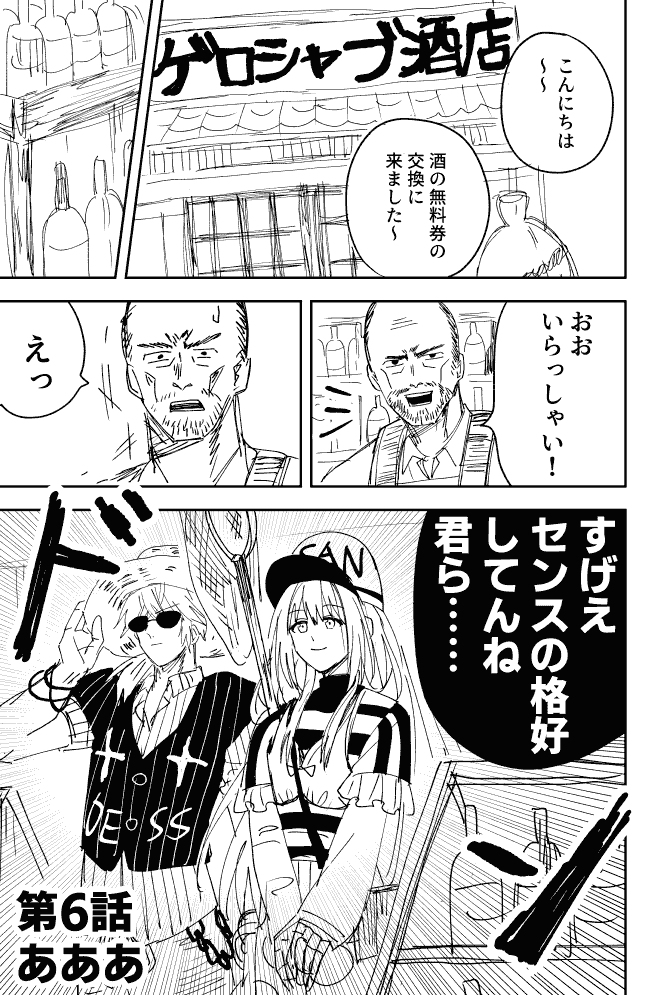 ゲロシャブ酒店
こんにちは
～～
酒の無料券の
交換に
来ました～
おお
いらっしゃい！
えっ
すげえ
センスの格好
してんね
君ら……
ドン
SAN
DE SS
第6話
あああ